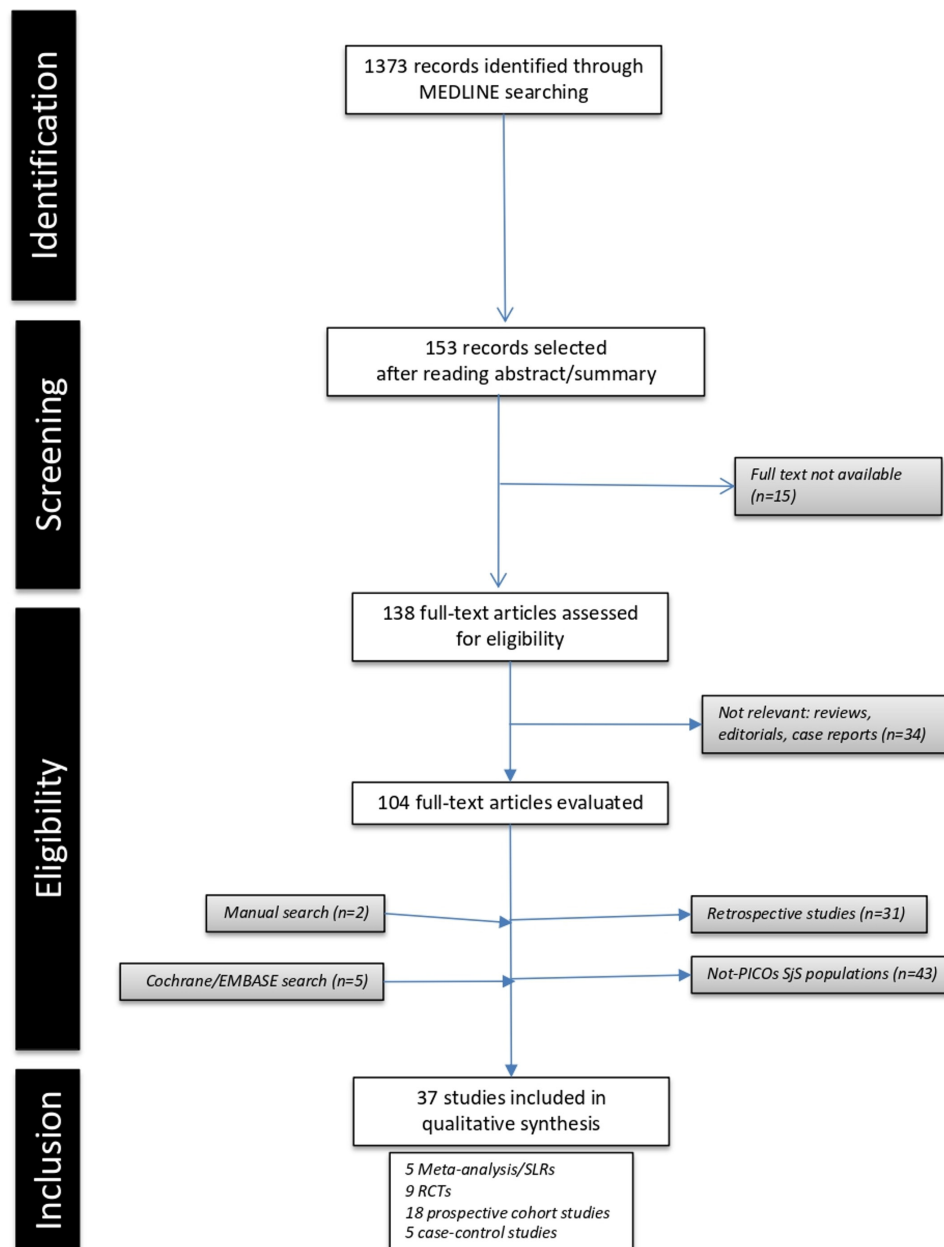 Identification
1373 records identified through
MEDLINE searching
Screening
153 records selected
after reading abstract/summary
Full text not available
(n=15)
Eligibility
138 full-text articles assessed
for eligibility
Not relevant: reviews,
editorials, case reports (n=34)
104 full-text articles evaluated
Manual search (n=2)
Retrospective studies (n=31)
Cochrane/EMBASE search (n=5)
Not-PICOs SjS populations (n=43)
Inclusion
37 studies included in
qualitative synthesis
5 Meta-analysis/SLRs
9 RCTs
18 prospective cohort studies
5 case-control studies